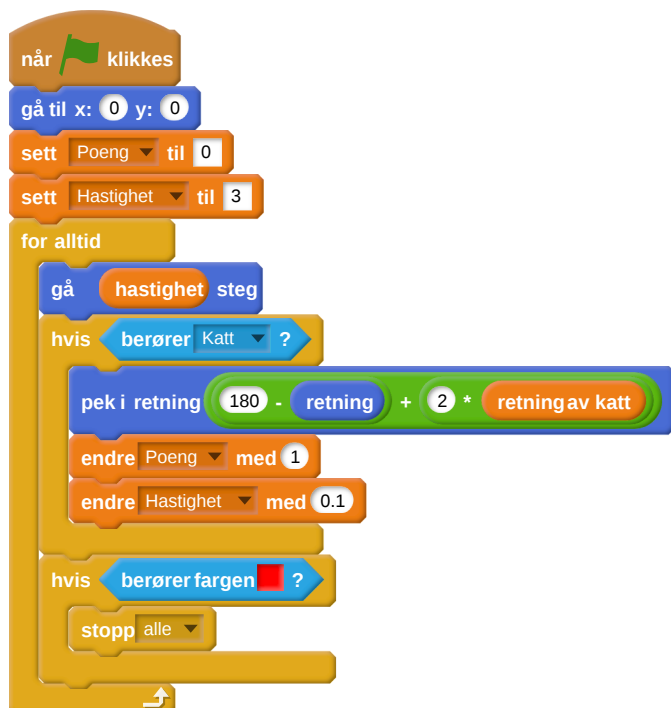 når klikkes
gå til x: 0 y: 0
sett Poeng til 0
sett Hastighet til 3
for alltid
gå hastighet steg
hvis berører Katt ?
pek i retning 180 - retning + 2 * retning av katt
endre Poeng med 1
endre Hastighet med 0.1
hvis berører fargen ?
stopp alle